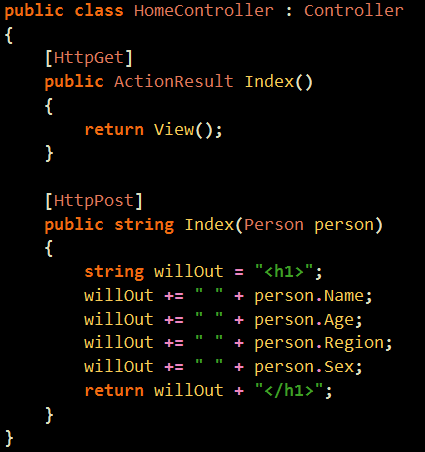 public class HomeController : Controller
{
    [HttpGet]
    public ActionResult Index()
    {
        return View();
    }

    [HttpPost]
    public string Index(Person person)
    {
        string willOut = "<h1>";
        willOut += " " + person.Name;
        willOut += " " + person.Age;
        willOut += " " + person.Region;
        willOut += " " + person.Sex;
        return willOut + "</h1>";
    }
}